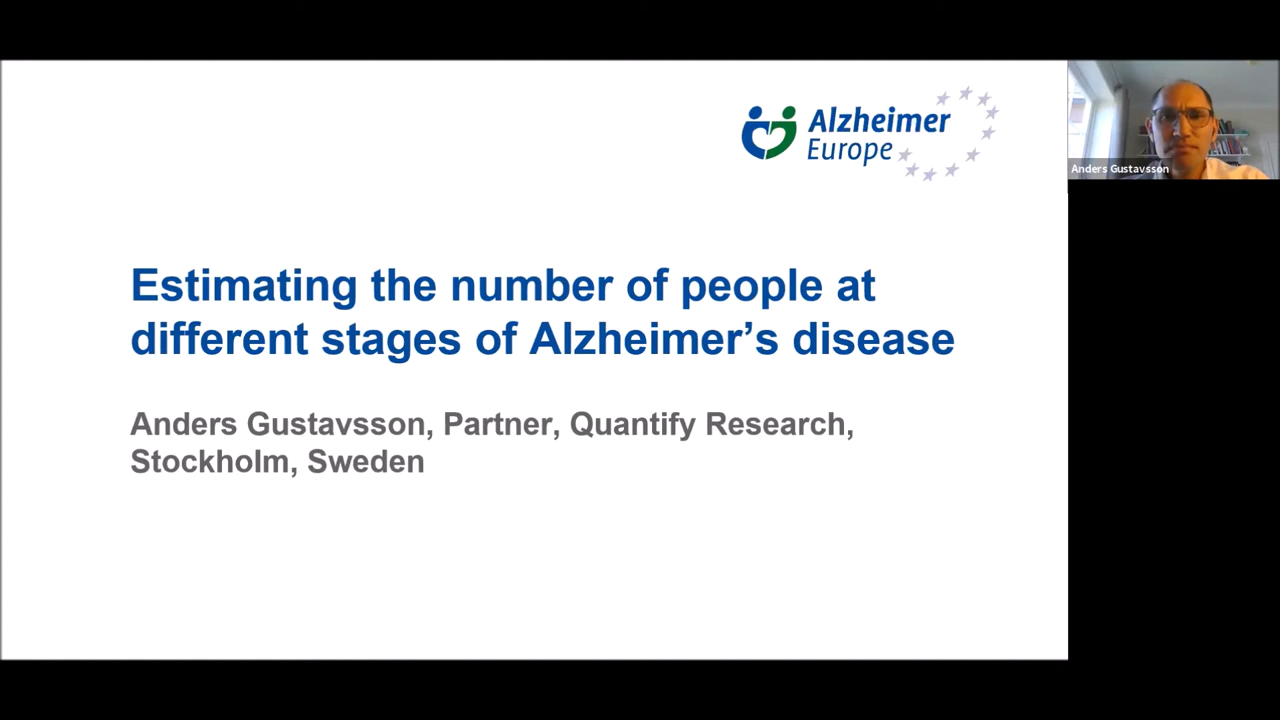 Alzheimer
Europe
Anders Gustavsson
Estimating the number of people at
different stages of Alzheimer’s disease
Anders Gustavsson, Partner, Quantify Research,
Stockholm, Sweden